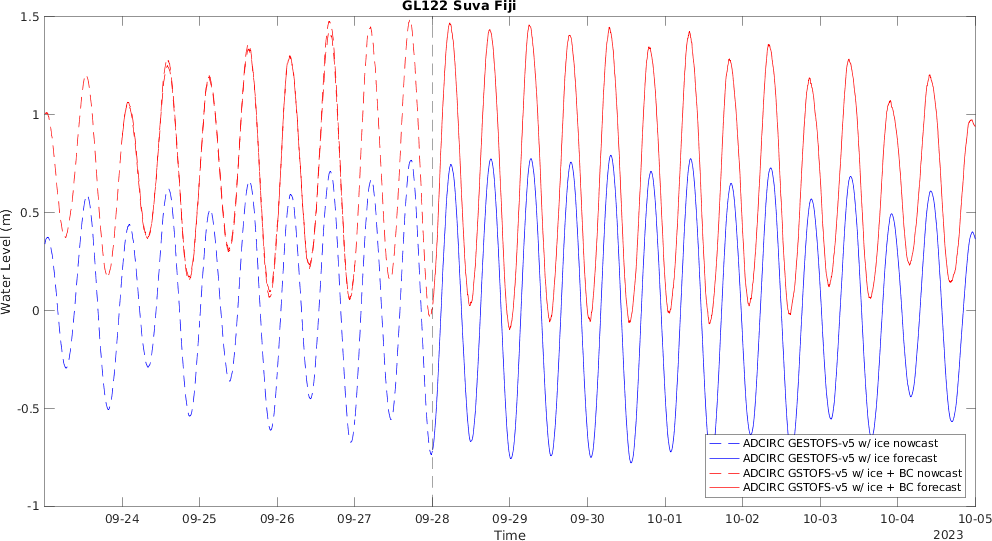 GL122 Suva Fiji
1.5
1
0.5
0
-0.5
-1
Water Level (m)
09-24 09-25 09-26 09-27 09-28 09-29 09-30 10-01 10-02 10-03 10-04 10-05
Time
2023
ADCIRC GESTOFS-v5 w/ ice nowcast
ADCIRC GESTOFS-v5 w/ ice forecast
ADCIRC GSTOFS-v5 w/ ice + BC nowcast
ADCIRC GSTOFS-v5 w/ ice + BC forecast